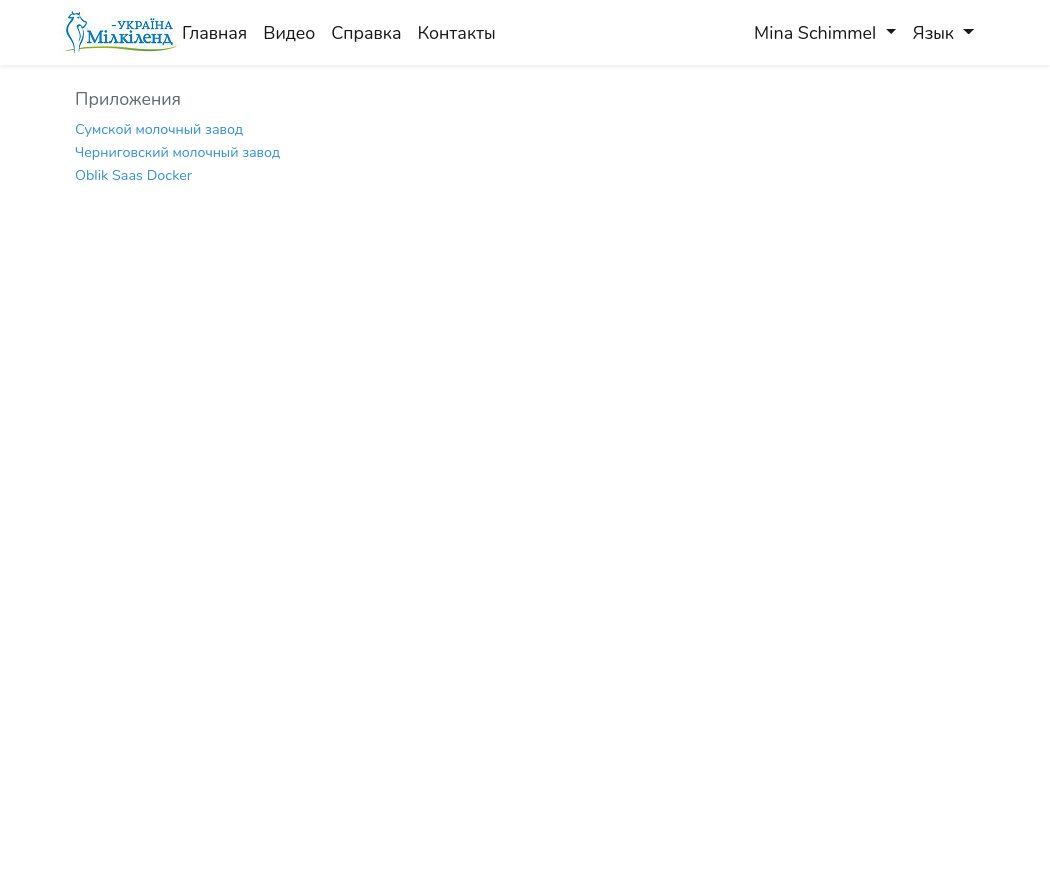 -УКРАЇНА
Мілкіленд
Главная Видео Справка Контакты Mina Schimmel Язык
Приложения
Сумской молочный завод
Черниговский молочный завод
Oblik Saas Docker